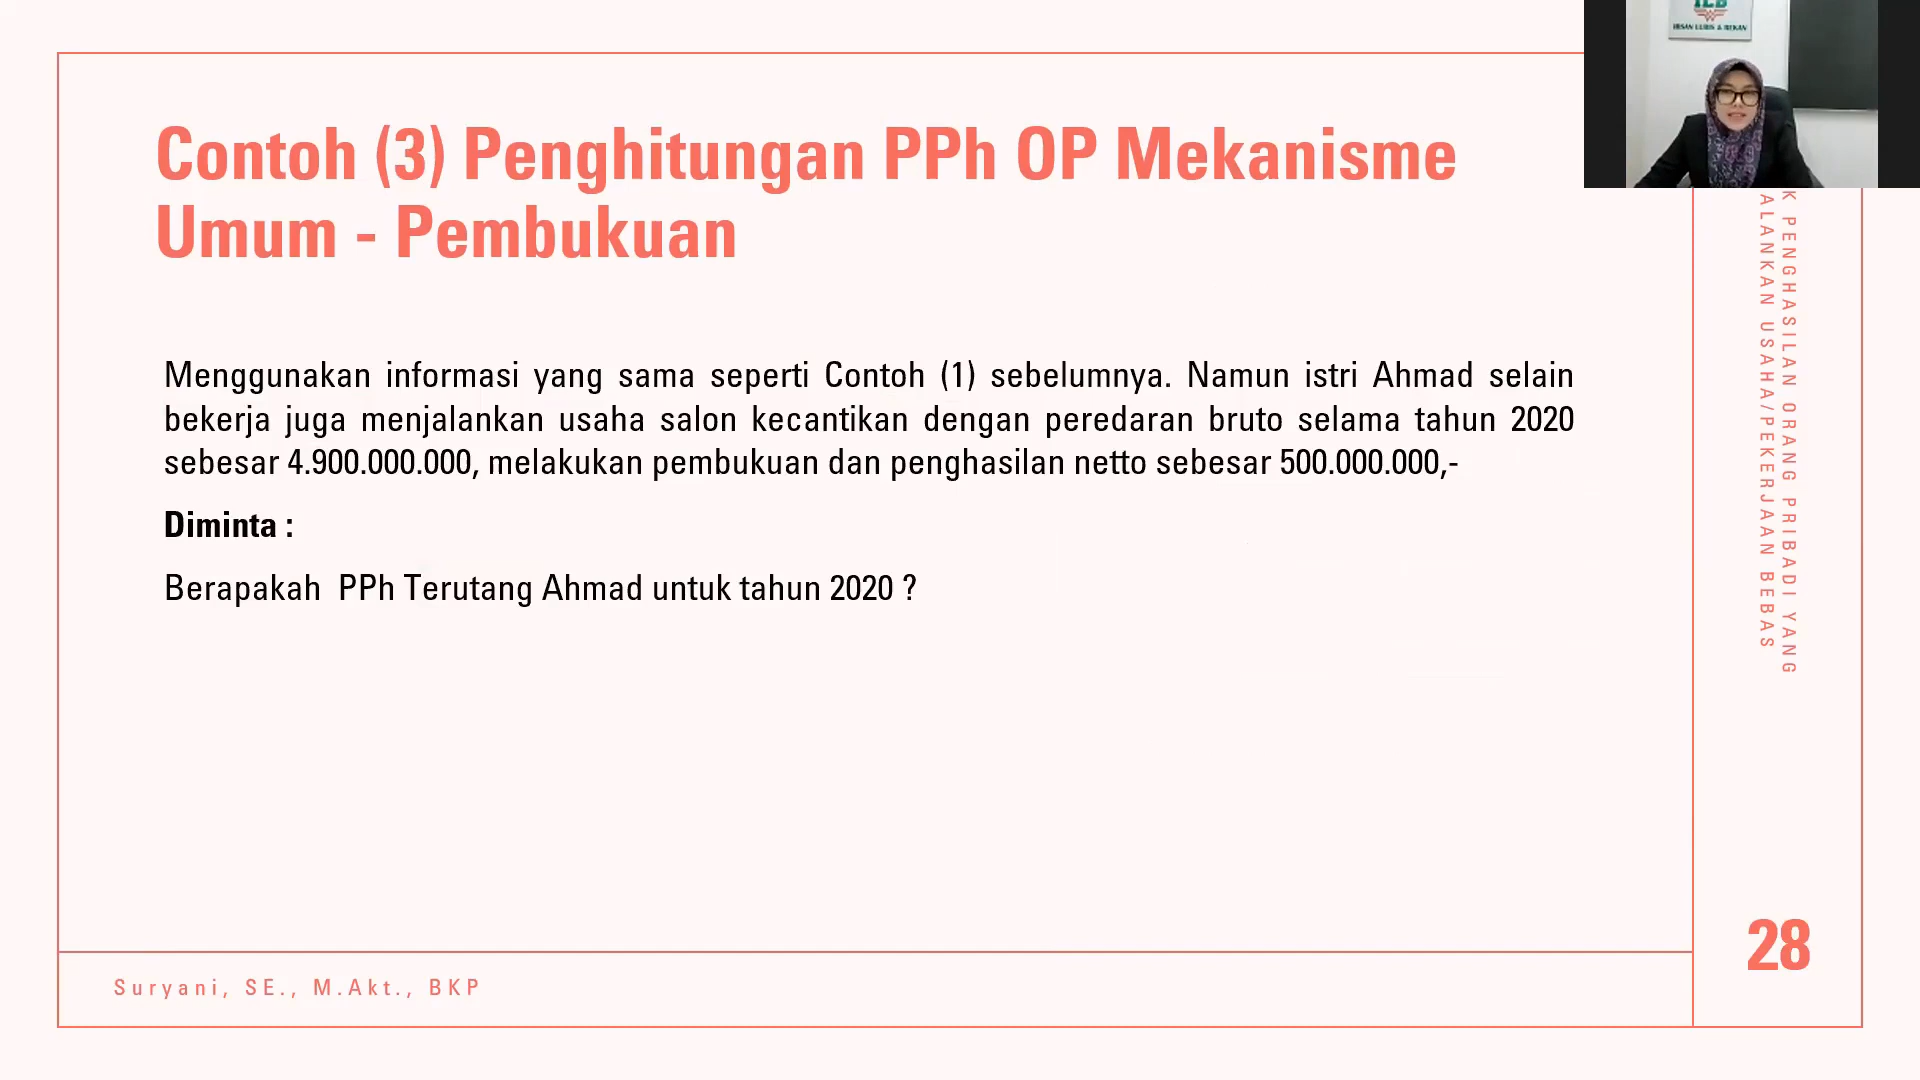 Contoh (3) Penghitungan PPh OP Mekanisme
Umum - Pembukuan
Menggunakan informasi yang sama seperti Contoh (1) sebelumnya. Namun istri Ahmad selain
bekerja juga menjalankan usaha salon kecantikan dengan peredaran bruto selama tahun 2020
sebesar 4.900.000.000, melakukan pembukuan dan penghasilan netto sebesar 500.000.000,-
Diminta :
Berapakah PPh Terutang Ahmad untuk tahun 2020 ?
K PENGHASILAN ORANG PRIBADI YANG
ALANKAN USAHA/PEKERJAAN BEBAS
28
Suryani, SE., M.Akt., BKP
& REKAN